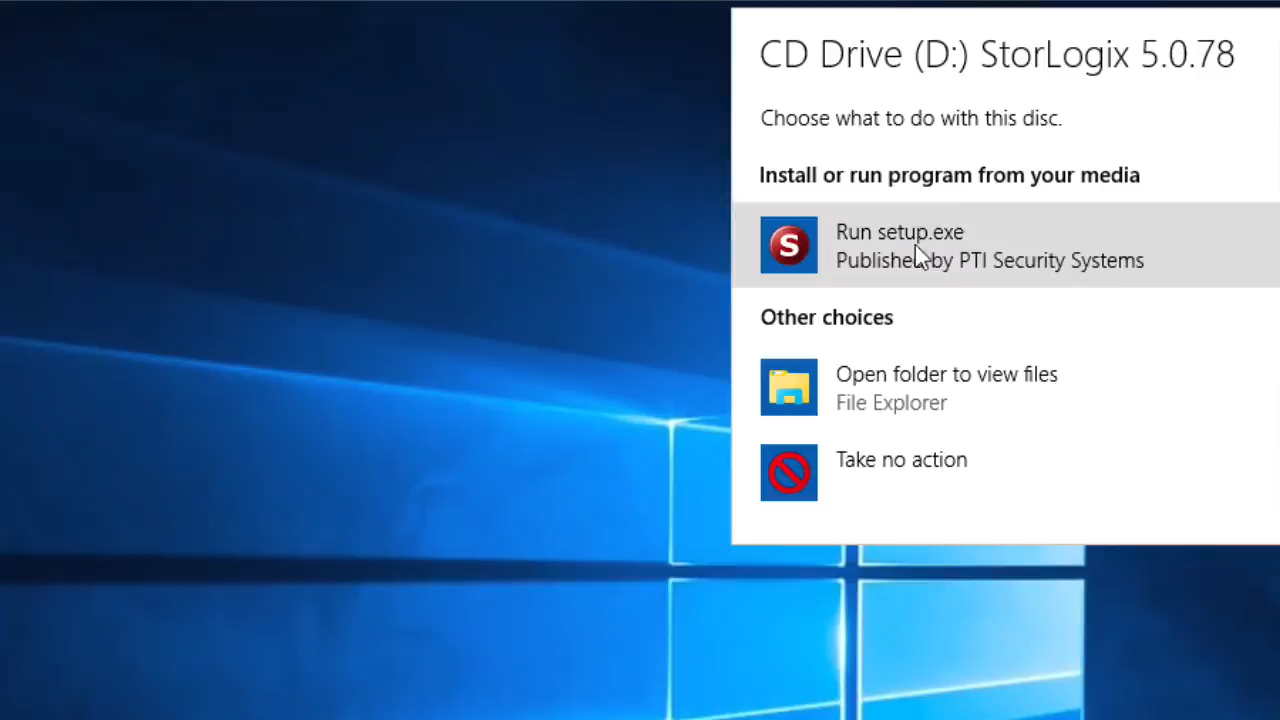 CD Drive (D:) StorLogix 5.0.78
Choose what to do with this disc.
Install or run program from your media
S
Run setup.exe
Published by PTI Security Systems
Other choices
Open folder to view files
File Explorer
Take no action